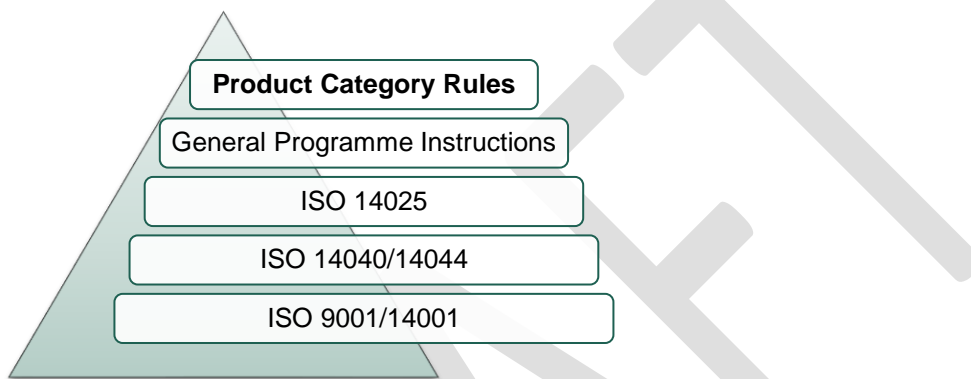 Product Category Rules
General Programme Instructions
ISO 14025
ISO 14040/14044
ISO 9001/14001